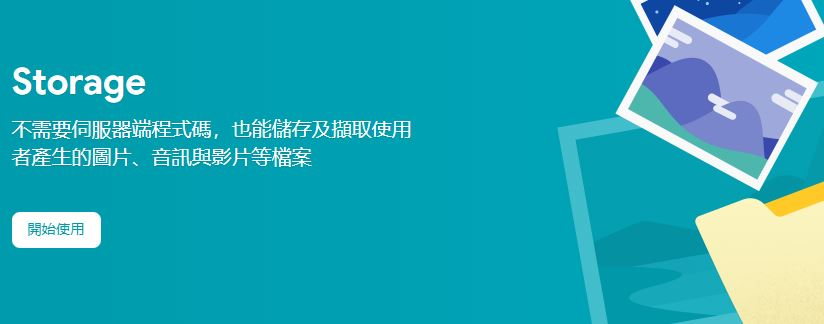 Storage
不需要伺服器端程式碼，也能儲存及擷取使用
者產生的圖片、音訊與影片等檔案
開始使用